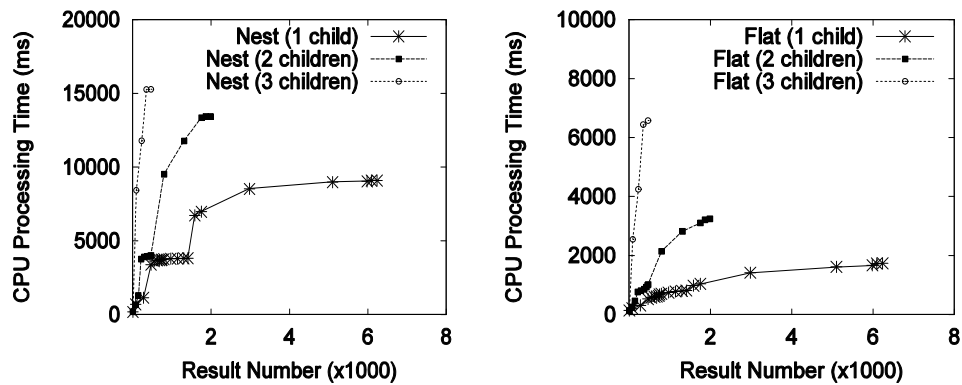 20000
15000
10000
5000
0
CPU Processing Time (ms)
Nest (1 child)
Nest (2 children)
Nest (3 children)
0 2 4 6 8
Result Number (x1000)
10000
8000
6000
4000
2000
0
CPU Processing Time (ms)
Flat (1 child)
Flat (2 children)
Flat (3 children)
0 2 4 6 8
Result Number (x1000)